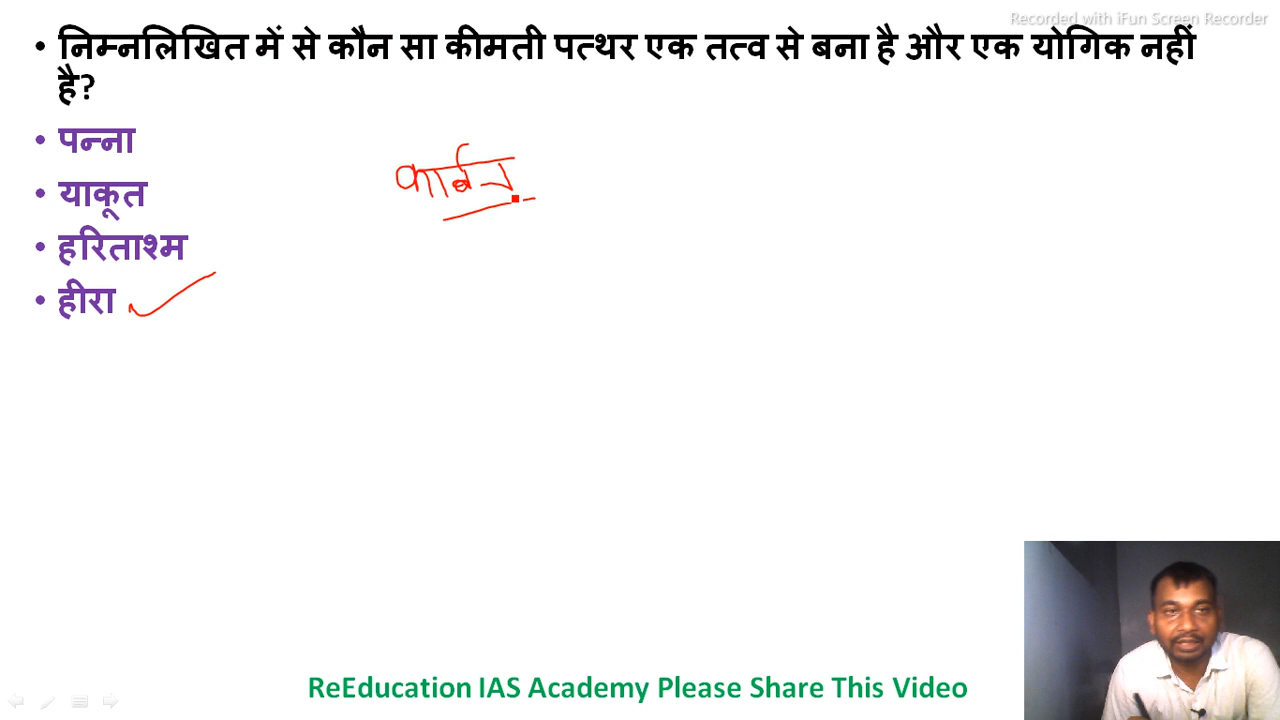 Recorded with iFun Screen Recorder
• निम्नलिखित में से कौन सा कीमती पत्थर एक तत्व से बना है और एक योगिक नहीं
है?
• पन्ना
कार्बन
• याकूत
• हरिताश्म
• हीरा
ReEducation IAS Academy Please Share This Video